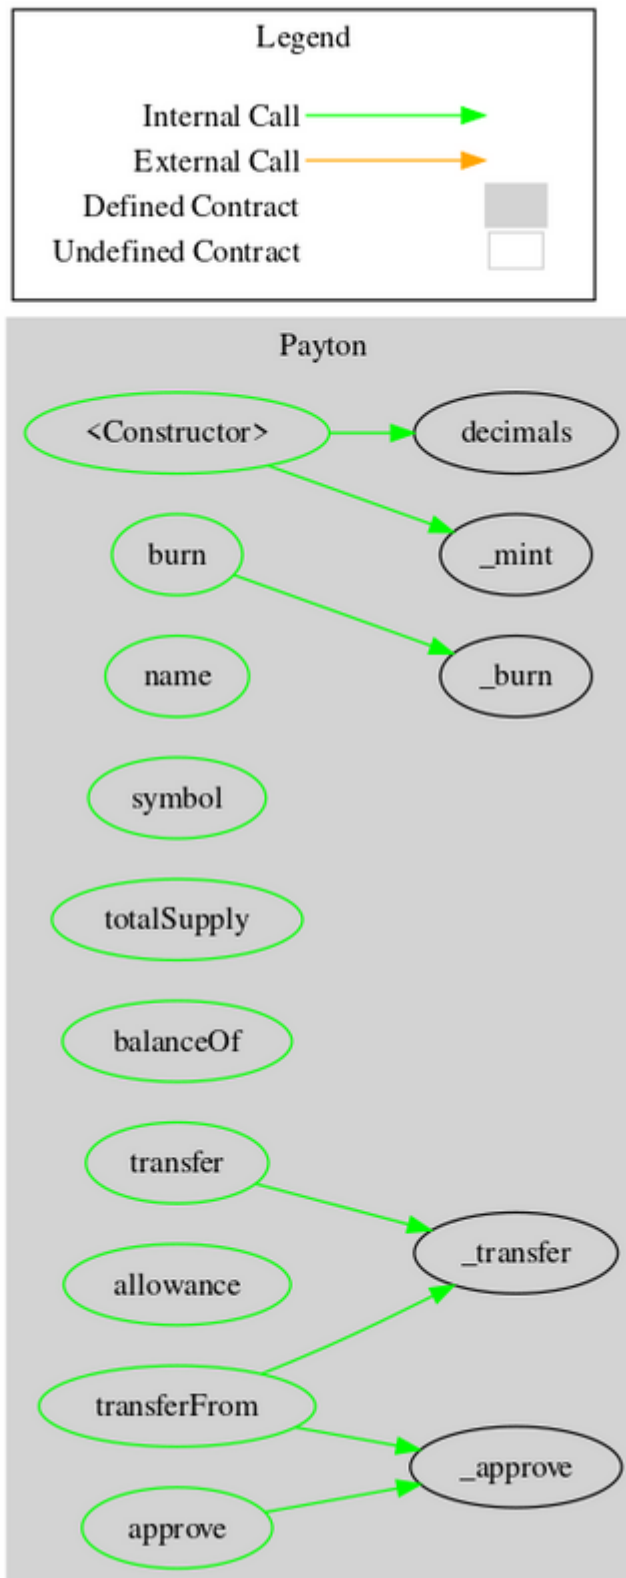 Legend
Internal Call
External Call
Defined Contract
Undefined Contract
Payton
<Constructor>
decimals
burn
_mint
name
_burn
symbol
totalSupply
balanceOf
transfer
_transfer
allowance
transferFrom
_approve
approve